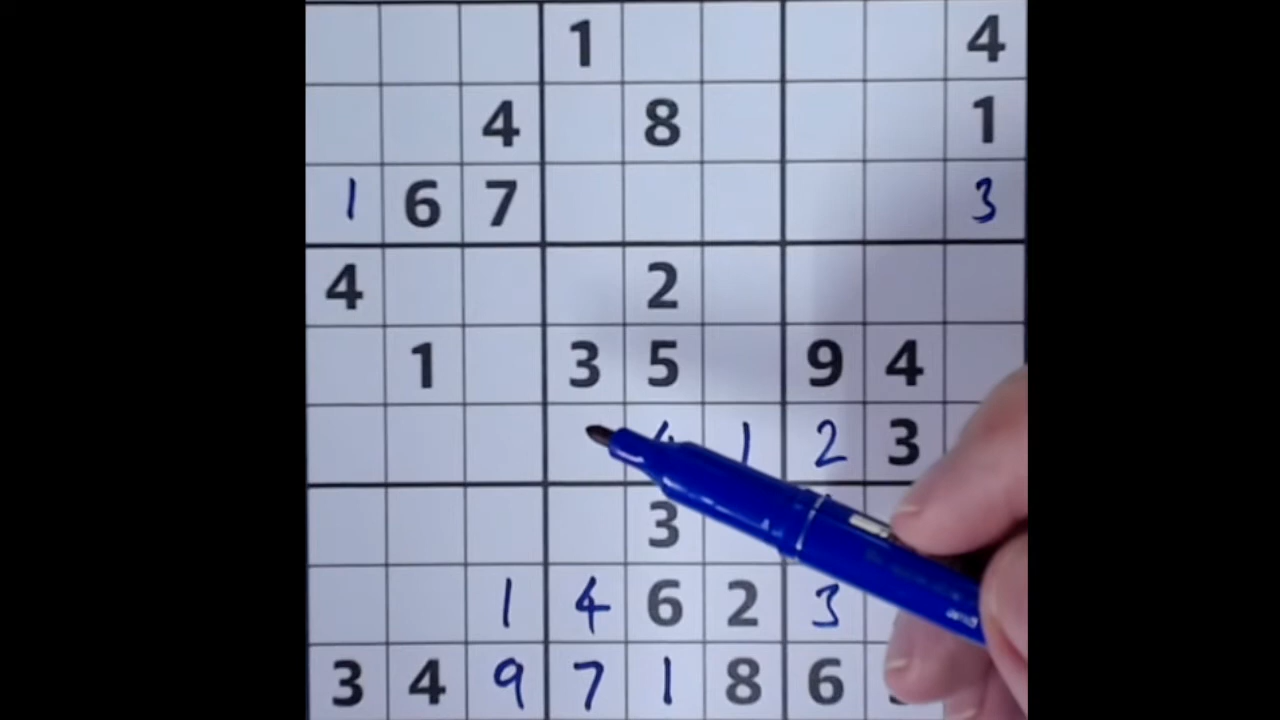 1 4
4 8 1
1 6 7 3
4 2
1 3 5 9 4
1 2 3
3
1 4 6 2 3
3 4 9 7 1 8 6